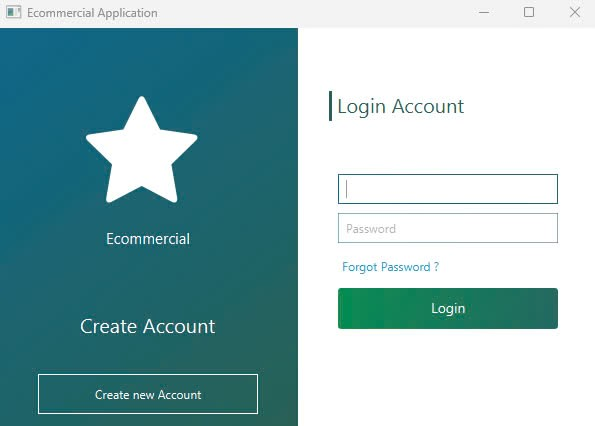 Ecommercial Application
Ecommercial
Create Account
Create new Account
Login Account
Password
Forgot Password ?
Login